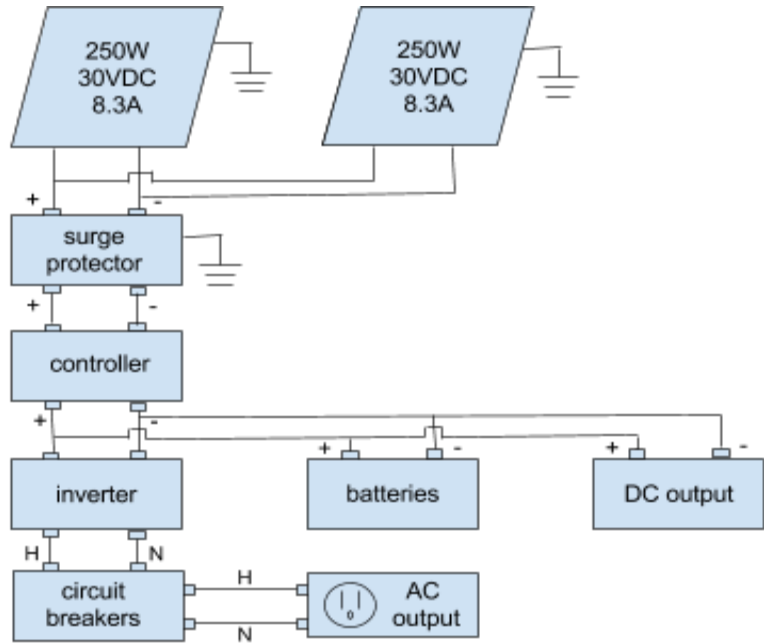 250W
30VDC
8.3A
250W
30VDC
8.3A
+ -
surge
protector
+ -
controller
+ - + - + -
inverter
batteries
DC output
H N
circuit
breakers
H
N
AC
output